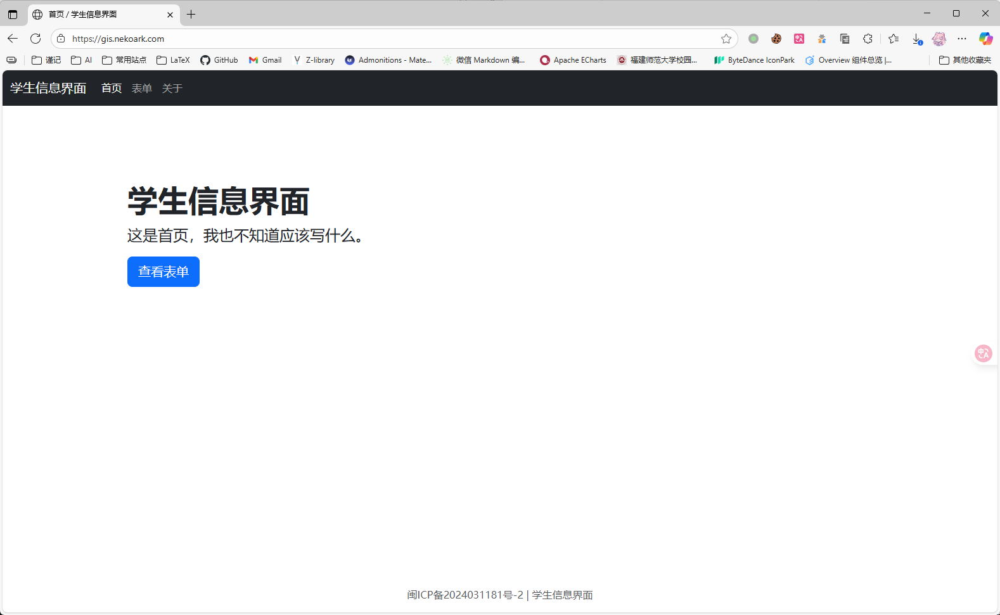 首页 / 学生信息界面
https://gis.nekoark.com
谨记 AI 常用站点 LaTeX GitHub Gmail Z-library Admonitions - Mate... 微信 Markdown 编... Apache ECharts 福建师范大学校园... ByteDance IconPark Overview 组件总览 |... 其他收藏夹
学生信息界面 首页 表单 关于
学生信息界面
这是首页，我也不知道应该写什么。
查看表单
闽ICP备2024031181号-2 | 学生信息界面